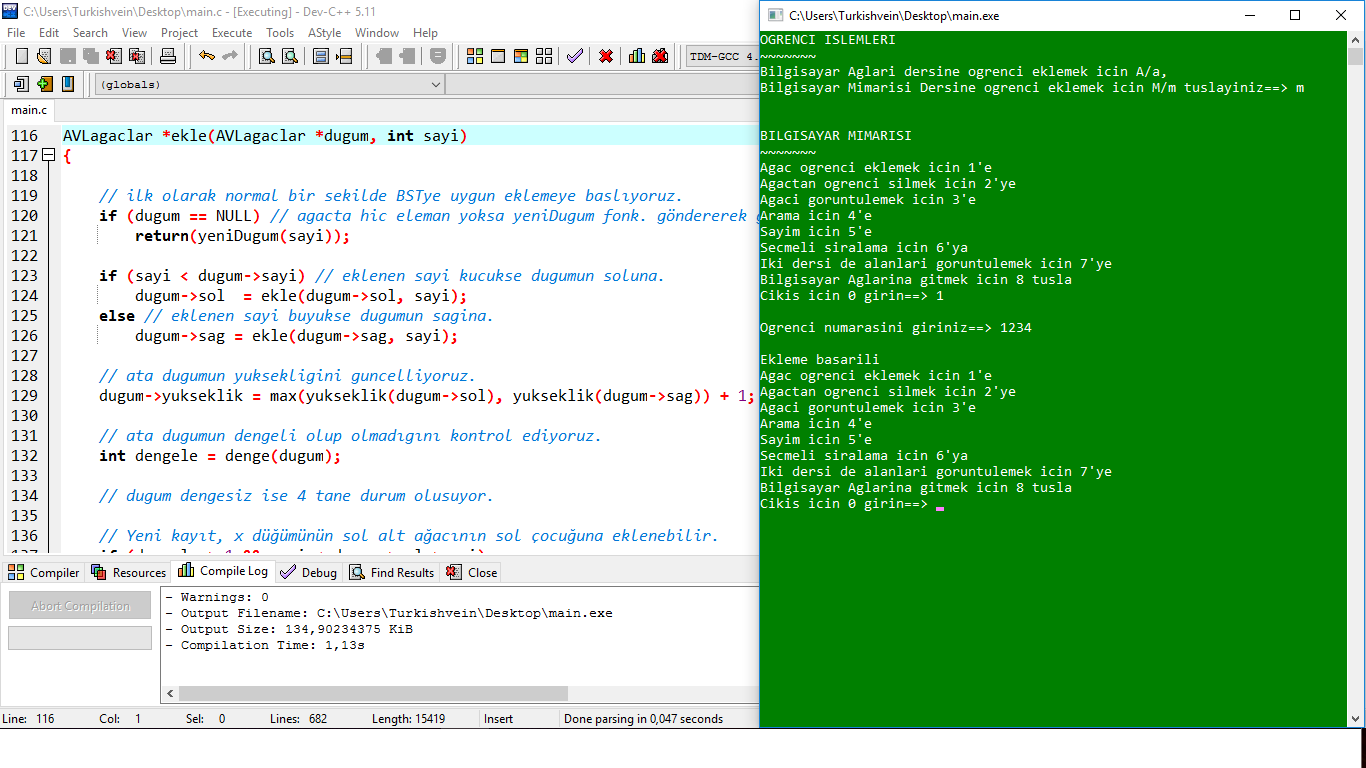 C:\Users\Turkishvein\Desktop\main.c - [Executing] - Dev-C++ 5.11
File Edit Search View Project Execute Tools AStyle Window Help
TDM-GCC 4.
(globals)
main.c
116 AVLagaclar *ekle(AVLagaclar *dugum, int sayi)
117 {
118
119 // ilk olarak normal bir sekilde BSTye uygun eklemeye baslıyoruz.
120 if (dugum == NULL) // agacta hic eleman yoksa yeniDugum fonk. göndererek
121 return(yeniDugum(sayi));
122
123 if (sayi < dugum->sayi) // eklenen sayi kucukse dugumun soluna.
124 dugum->sol  = ekle(dugum->sol, sayi);
125 else // eklenen sayi buyukse dugumun sagina.
126 dugum->sag = ekle(dugum->sag, sayi);
127
128 // ata dugumun yuksekligini guncelliyoruz.
129 dugum->yukseklik = max(yukseklik(dugum->sol), yukseklik(dugum->sag)) + 1;
130
131 // ata dugumun dengeli olup olmadıgını kontrol ediyoruz.
132 int dengele = denge(dugum);
133
134 // dugum dengesiz ise 4 tane durum olusuyor.
135
136 // Yeni kayıt, x düğümünün sol alt ağacının sol çocuğuna eklenebilir.
Compiler Resources Compile Log Debug Find Results Close
Abort Compilation
- Warnings: 0
- Output Filename: C:\Users\Turkishvein\Desktop\main.exe
- Output Size: 134,90234375 KiB
- Compilation Time: 1,13s
Line: 116 Col: 1 Sel: 0 Lines: 682 Length: 15419 Insert Done parsing in 0,047 seconds
C:\Users\Turkishvein\Desktop\main.exe
OGRENCI ISLEMLERI
~~~~~~~
Bilgisayar Aglari dersine ogrenci eklemek icin A/a,
Bilgisayar Mimarisi Dersine ogrenci eklemek icin M/m tuslayiniz==> m
BILGISAYAR MIMARISI
~~~~~~~
Agac ogrenci eklemek icin 1'e
Agactan ogrenci silmek icin 2'ye
Agaci goruntulemek icin 3'e
Arama icin 4'e
Sayim icin 5'e
Secmeli siralama icin 6'ya
Iki dersi de alanlari goruntulemek icin 7'ye
Bilgisayar Aglarina gitmek icin 8 tusla
Cikis icin 0 girin==> 1
Ogrenci numarasini giriniz==> 1234
Ekleme basarili
Agac ogrenci eklemek icin 1'e
Agactan ogrenci silmek icin 2'ye
Agaci goruntulemek icin 3'e
Arama icin 4'e
Sayim icin 5'e
Secmeli siralama icin 6'ya
Iki dersi de alanlari goruntulemek icin 7'ye
Bilgisayar Aglarina gitmek icin 8 tusla
Cikis icin 0 girin==>